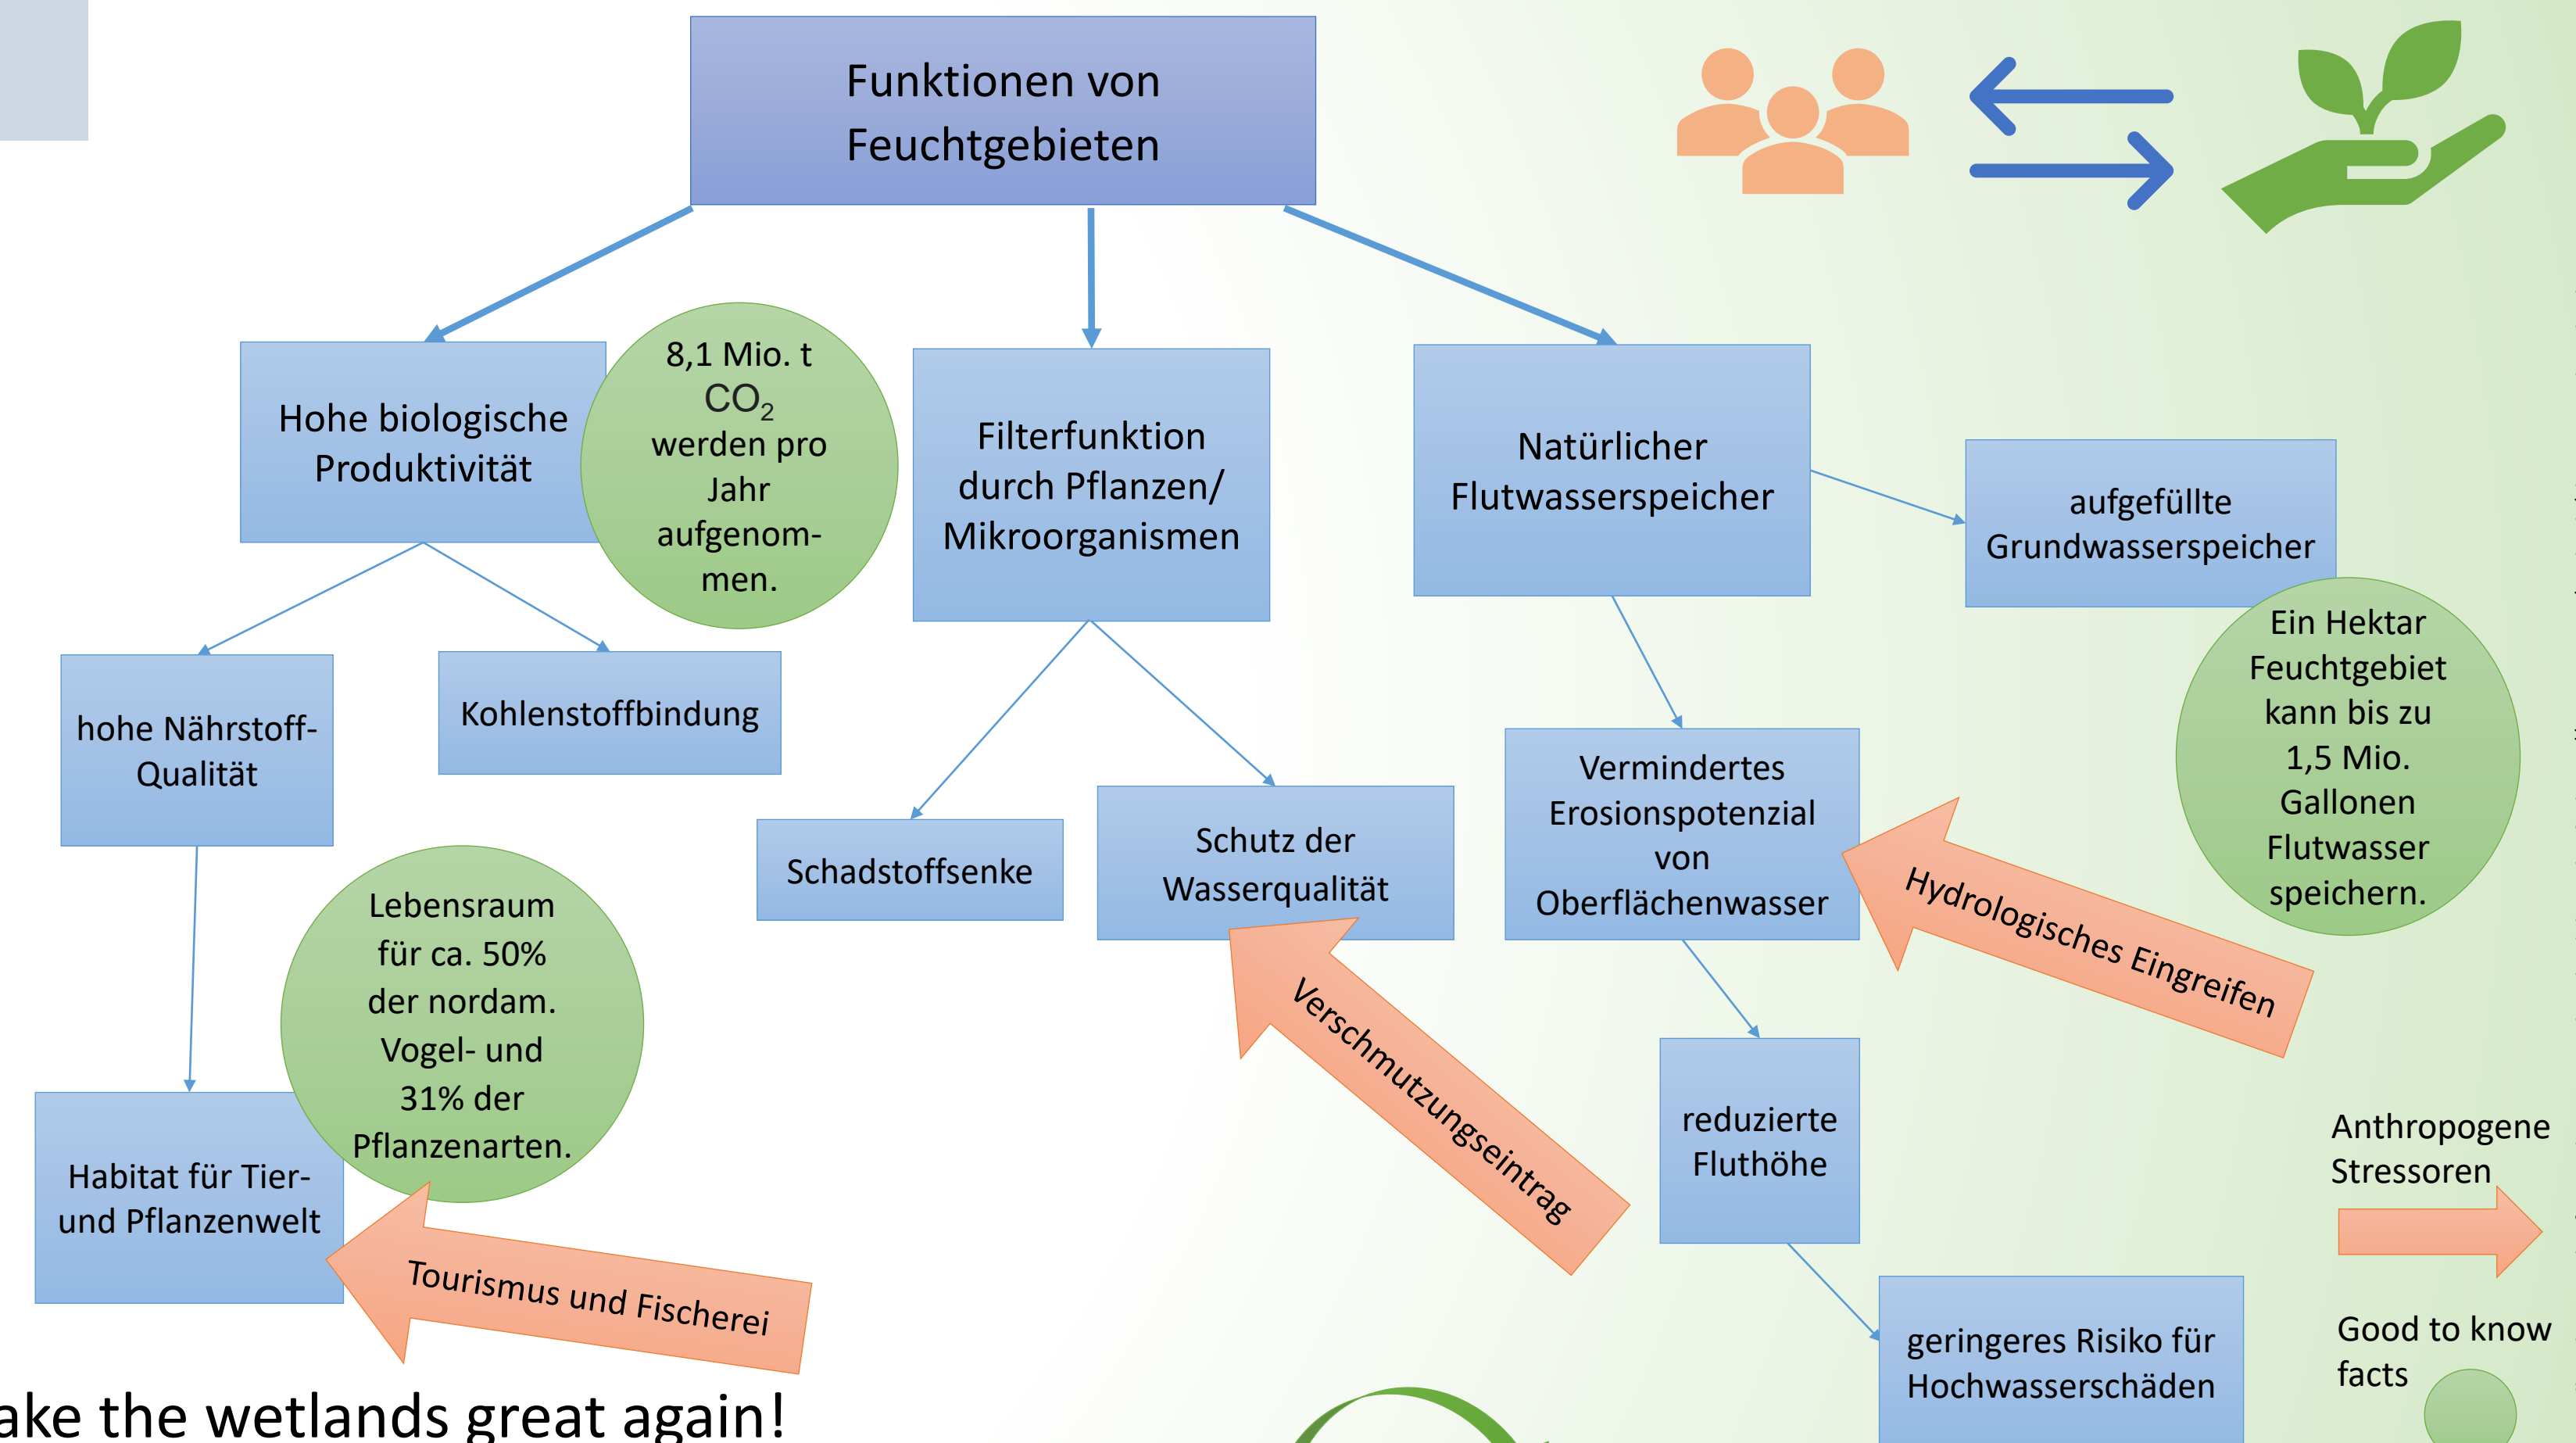 Funktionen von
Feuchtgebieten
Hohe biologische
Produktivität
8,1 Mio. t
CO₂
werden pro
Jahr
aufgenom-
men.
Filterfunktion
durch Pflanzen/
Mikroorganismen
Natürlicher
Flutwasserspeicher
aufgefüllte
Grundwasserspeicher
Ein Hektar
Feuchtgebiet
kann bis zu
1,5 Mio.
Gallonen
Flutwasser
speichern.
hohe Nährstoff-
Qualität
Kohlenstoffbindung
Schadstoffsenke
Schutz der
Wasserqualität
Vermindertes
Erosionspotenzial
von
Oberflächenwasser
Hydrologisches Eingreifen
Lebensraum
für ca. 50%
der nordam.
Vogel- und
31% der
Pflanzenarten.
Verschmutzungseintrag
reduzierte
Fluthöhe
Habitat für Tier-
und Pflanzenwelt
Tourismus und Fischerei
geringeres Risiko für
Hochwasserschäden
Anthropogene
Stressoren
Good to know
facts
ake the wetlands great again!